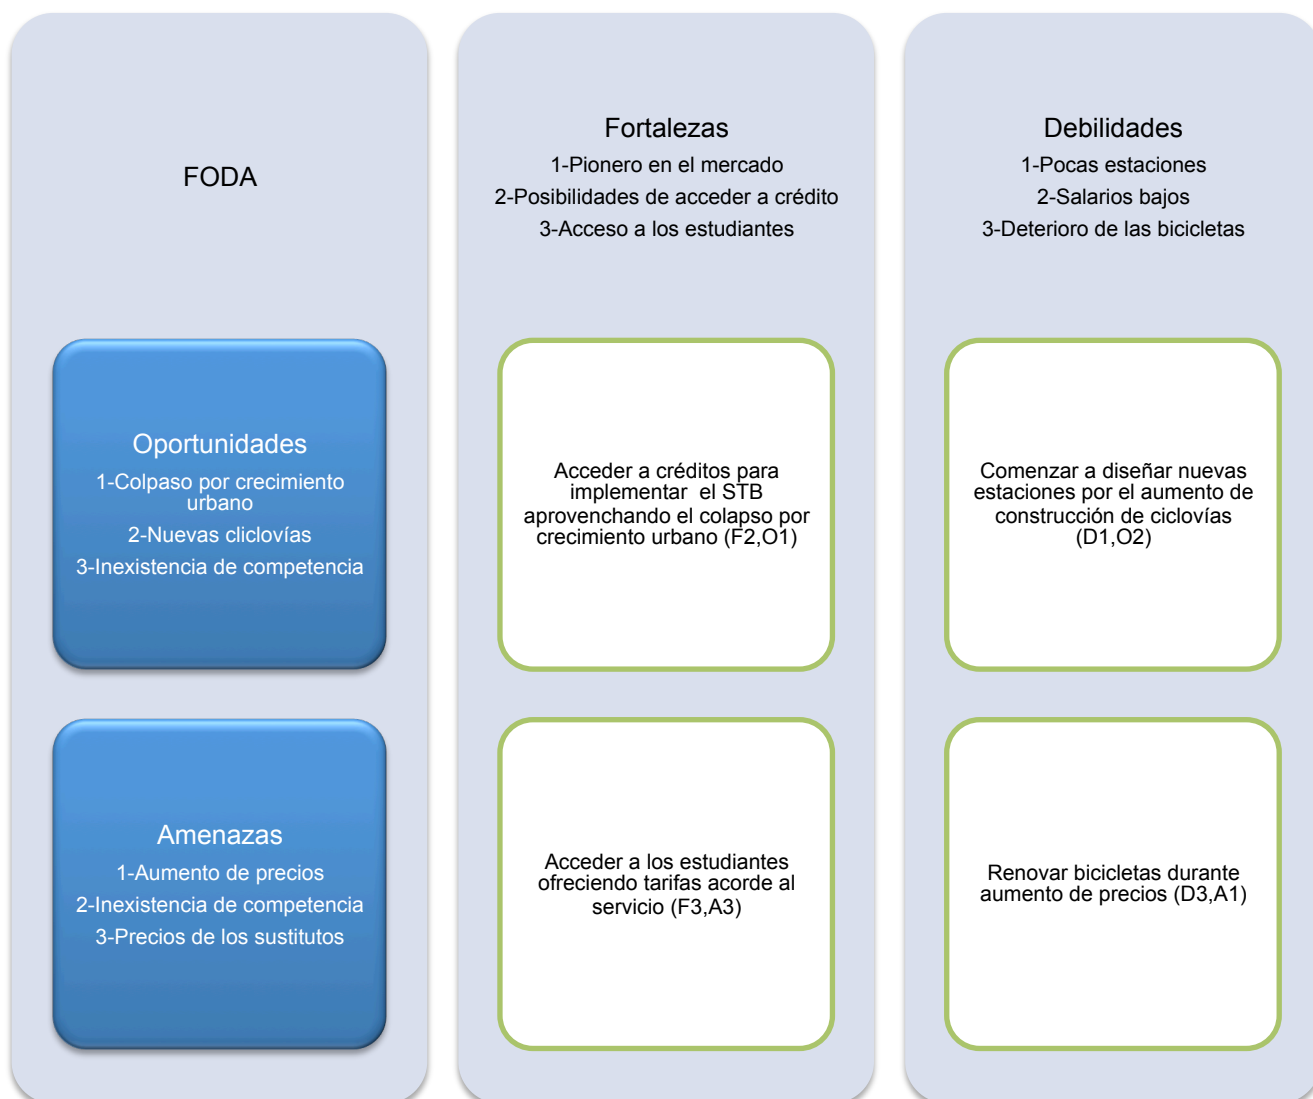 FODA
Fortalezas
1-Pionero en el mercado
2-Posibilidades de acceder a crédito
3-Acceso a los estudiantes
Debilidades
1-Pocas estaciones
2-Salarios bajos
3-Deterioro de las bicicletas
Oportunidades
1-Colpaso por crecimiento
urbano
2-Nuevas cliclovías
3-Inexistencia de competencia
Acceder a créditos para
implementar el STB
aprovenchando el colapso por
crecimiento urbano (F2,O1)
Comenzar a diseñar nuevas
estaciones por el aumento de
construcción de ciclovías
(D1,O2)
Amenazas
1-Aumento de precios
2-Inexistencia de competencia
3-Precios de los sustitutos
Acceder a los estudiantes
ofreciendo tarifas acorde al
servicio (F3,A3)
Renovar bicicletas durante
aumento de precios (D3,A1)